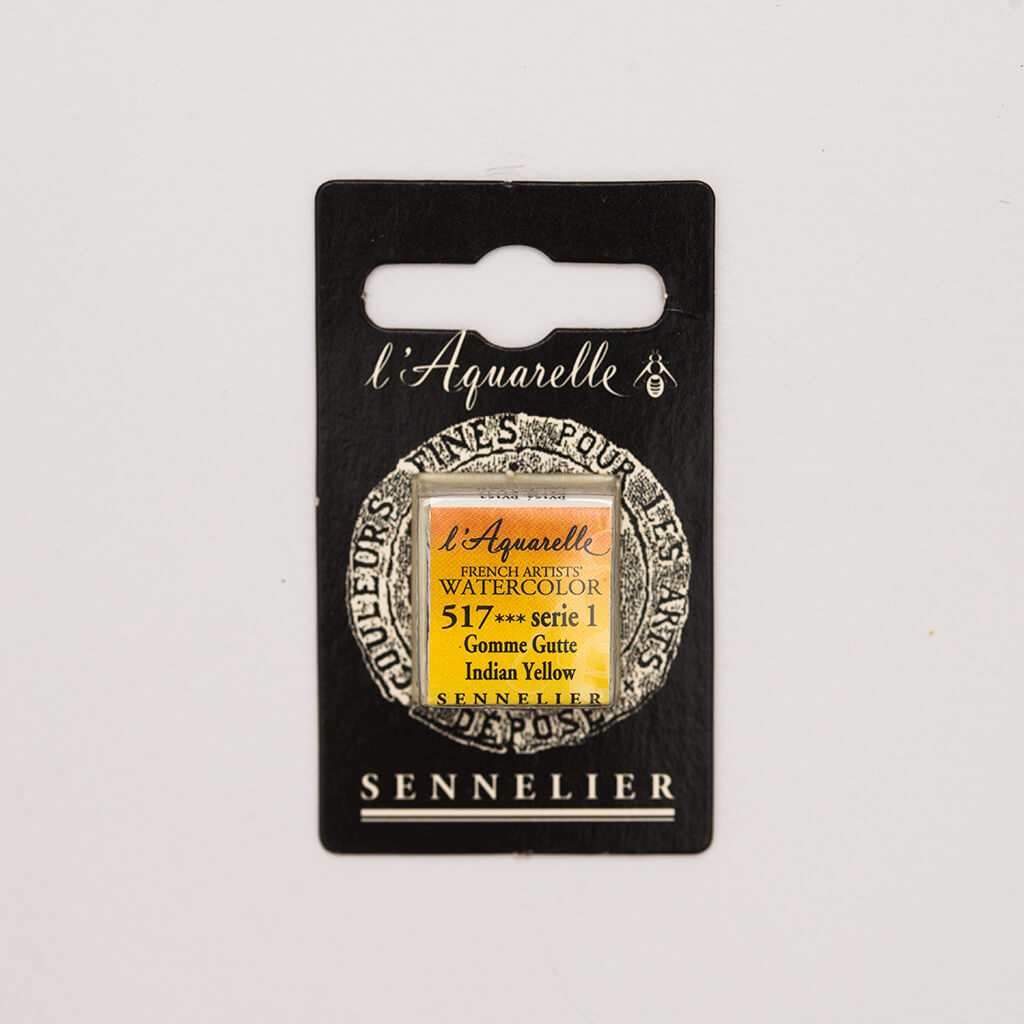 l'Aquarelle
COULEURS FINES POUR LES ARTS
DÉPOSÉ
l'Aquarelle
FRENCH ARTISTS'
WATERCOLOR
517*** serie 1
Gomme Gutte
Indian Yellow
SENNELIER
SENNELIER